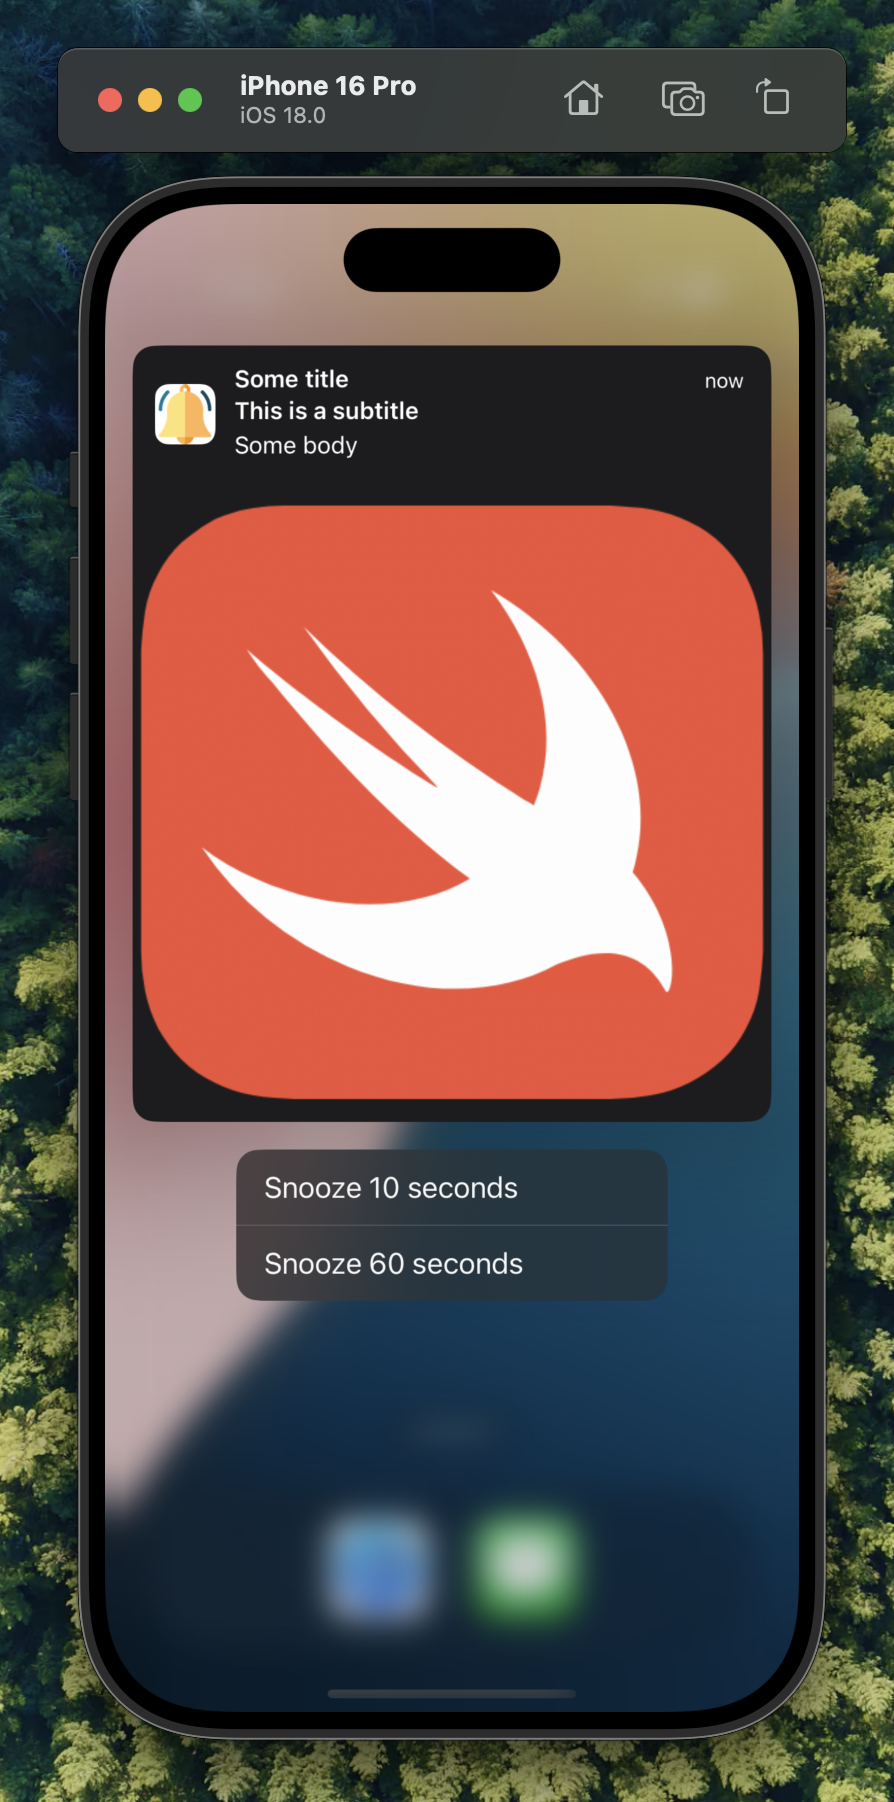 iPhone 16 Pro
iOS 18.0
Some title
now
This is a subtitle
Some body
Snooze 10 seconds
Snooze 60 seconds